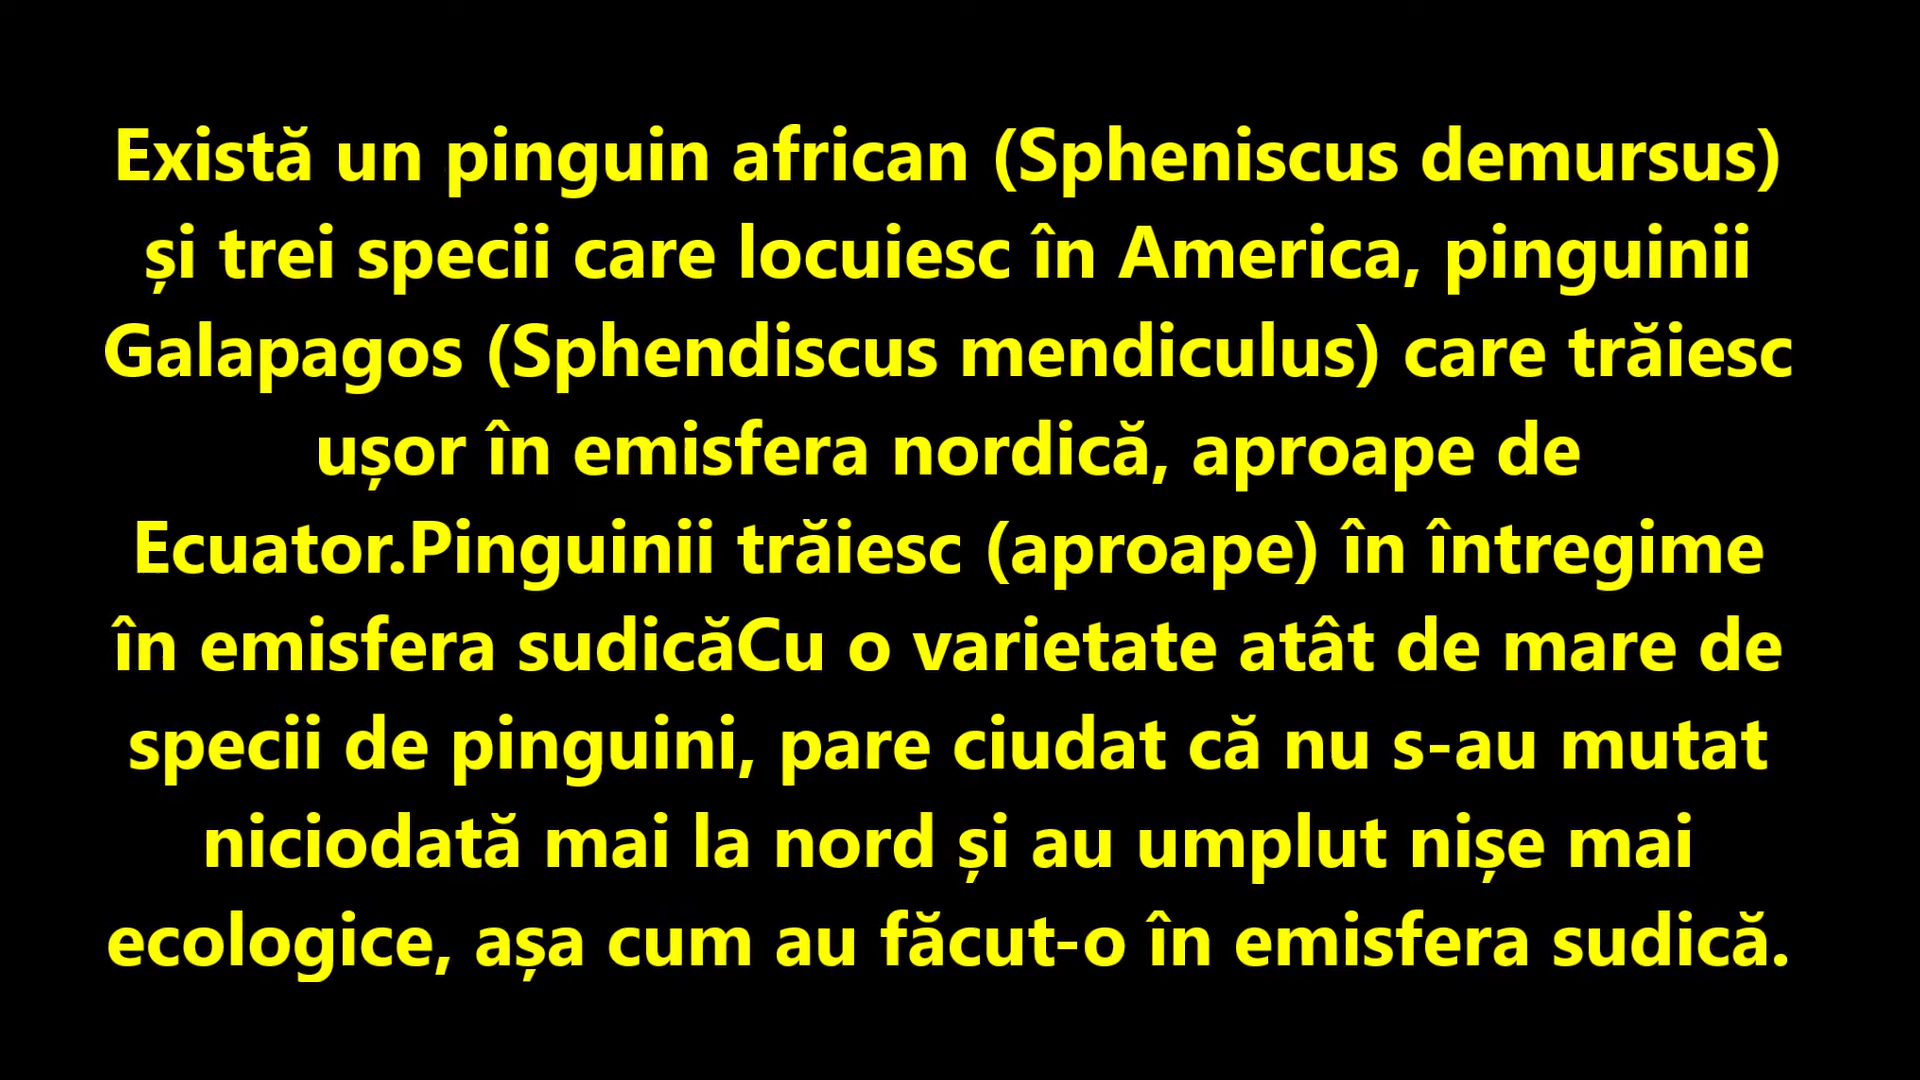 Există un pinguin african (Spheniscus demursus)
și trei specii care locuiesc în America, pinguinii
Galapagos (Sphendiscus mendiculus) care trăiesc
ușor în emisfera nordică, aproape de
Ecuator.Pinguinii trăiesc (aproape) în întregime
în emisfera sudicăCu o varietate atât de mare de
specii de pinguini, pare ciudat că nu s-au mutat
niciodată mai la nord și au umplut nișe mai
ecologice, așa cum au făcut-o în emisfera sudică.